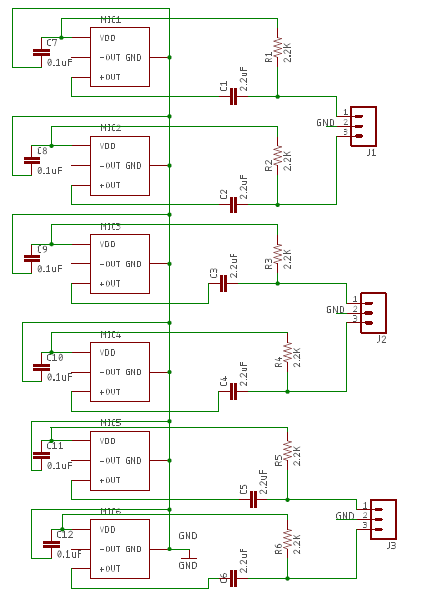 MIC1
C7
VDD
0.1uF
-OUT GND
+OUT
R1
2.2K
C1
2.2uF
1
GND 2
3
J1
MIC2
C8
VDD
0.1uF
-OUT GND
+OUT
R2
2.2K
C2
2.2uF
MIC3
C9
VDD
0.1uF
-OUT GND
+OUT
R3
2.2K
C3
2.2uF
1
GND 2
3
J2
MIC4
C10
VDD
0.1uF
-OUT GND
+OUT
R4
2.2K
C4
2.2uF
MIC5
C11
VDD
0.1uF
-OUT GND
+OUT
R5
2.2K
C5
2.2uF
1
GND 2
3
J3
MIC6
C12
VDD
0.1uF
-OUT GND
+OUT
GND
GND
R6
2.2K
C6
2.2uF